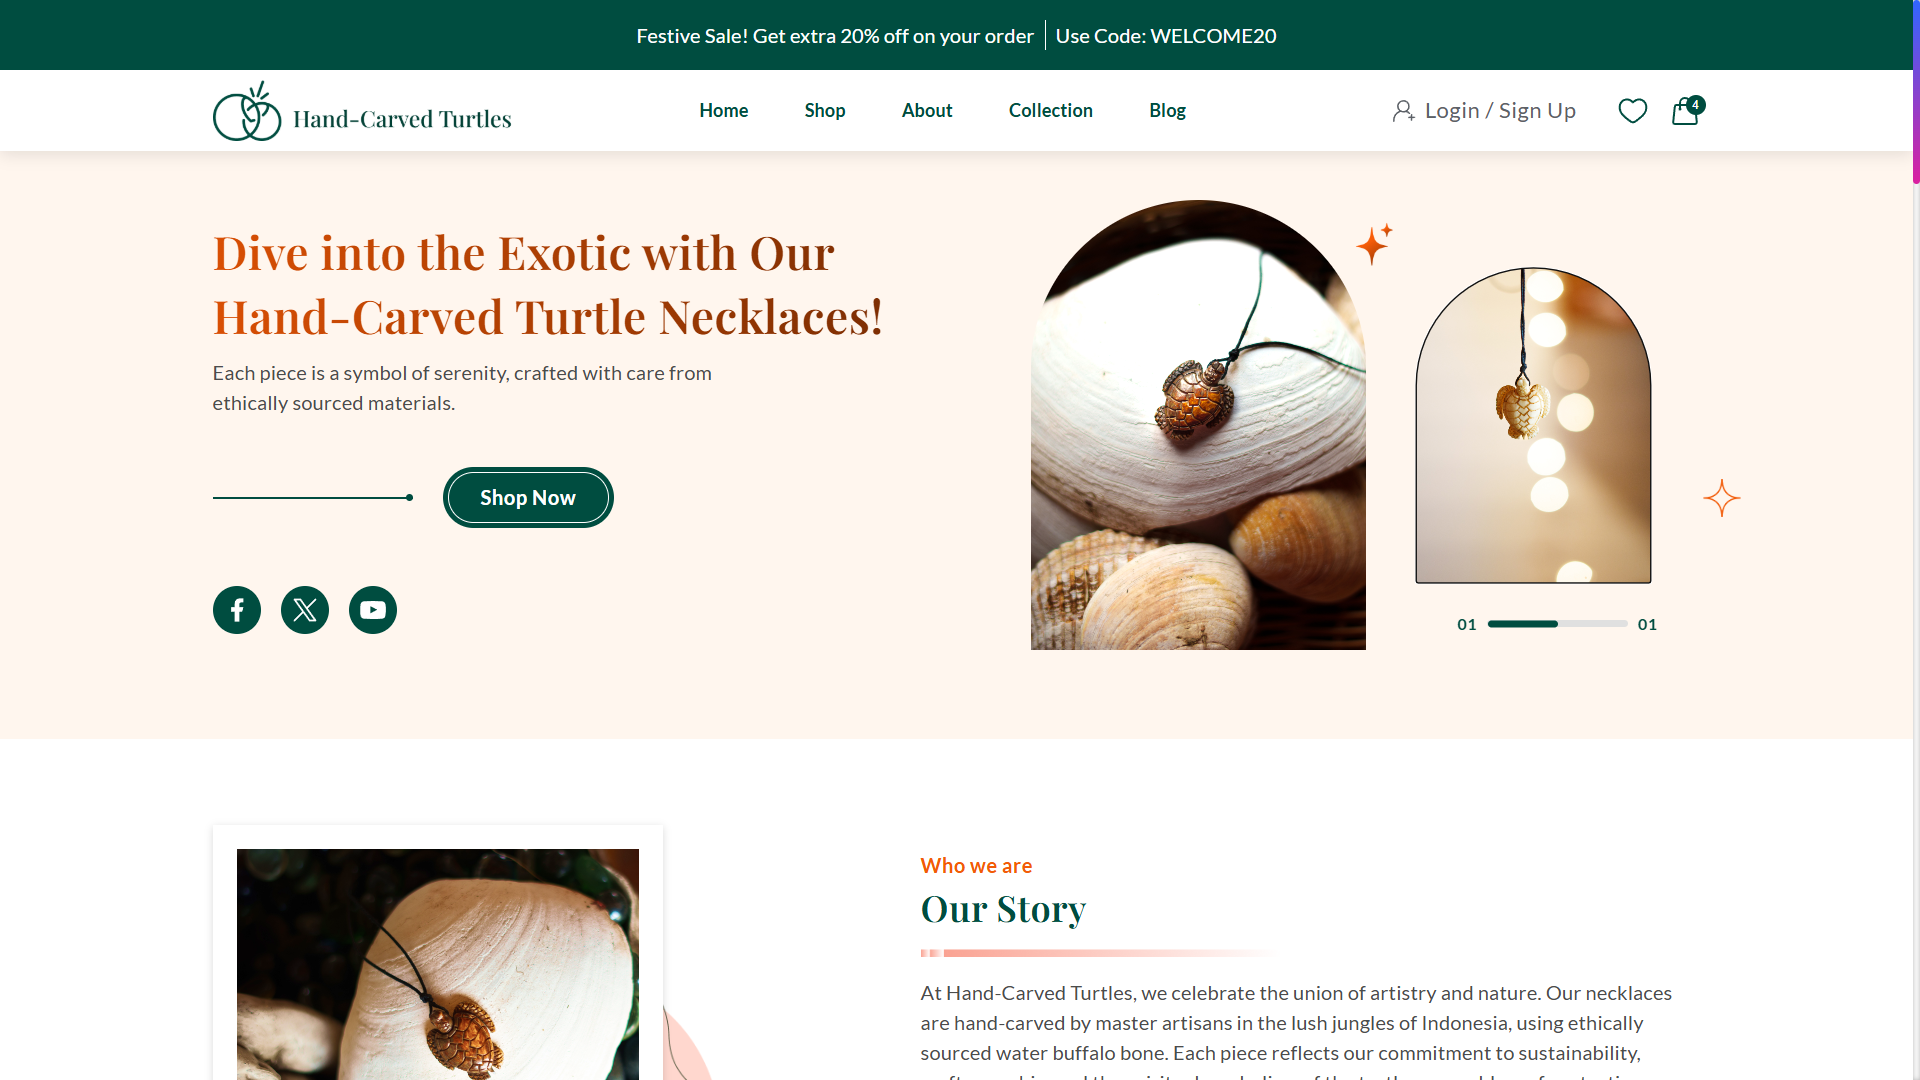 Festive Sale! Get extra 20% off on your order | Use Code: WELCOME20
Hand-Carved Turtles
Home
Shop
About
Collection
Blog
Login / Sign Up
4
Dive into the Exotic with Our
Hand-Carved Turtle Necklaces!
Each piece is a symbol of serenity, crafted with care from
ethically sourced materials.
Shop Now
01
01
Who we are
Our Story
At Hand-Carved Turtles, we celebrate the union of artistry and nature. Our necklaces
are hand-carved by master artisans in the lush jungles of Indonesia, using ethically
sourced water buffalo bone. Each piece reflects our commitment to sustainability,